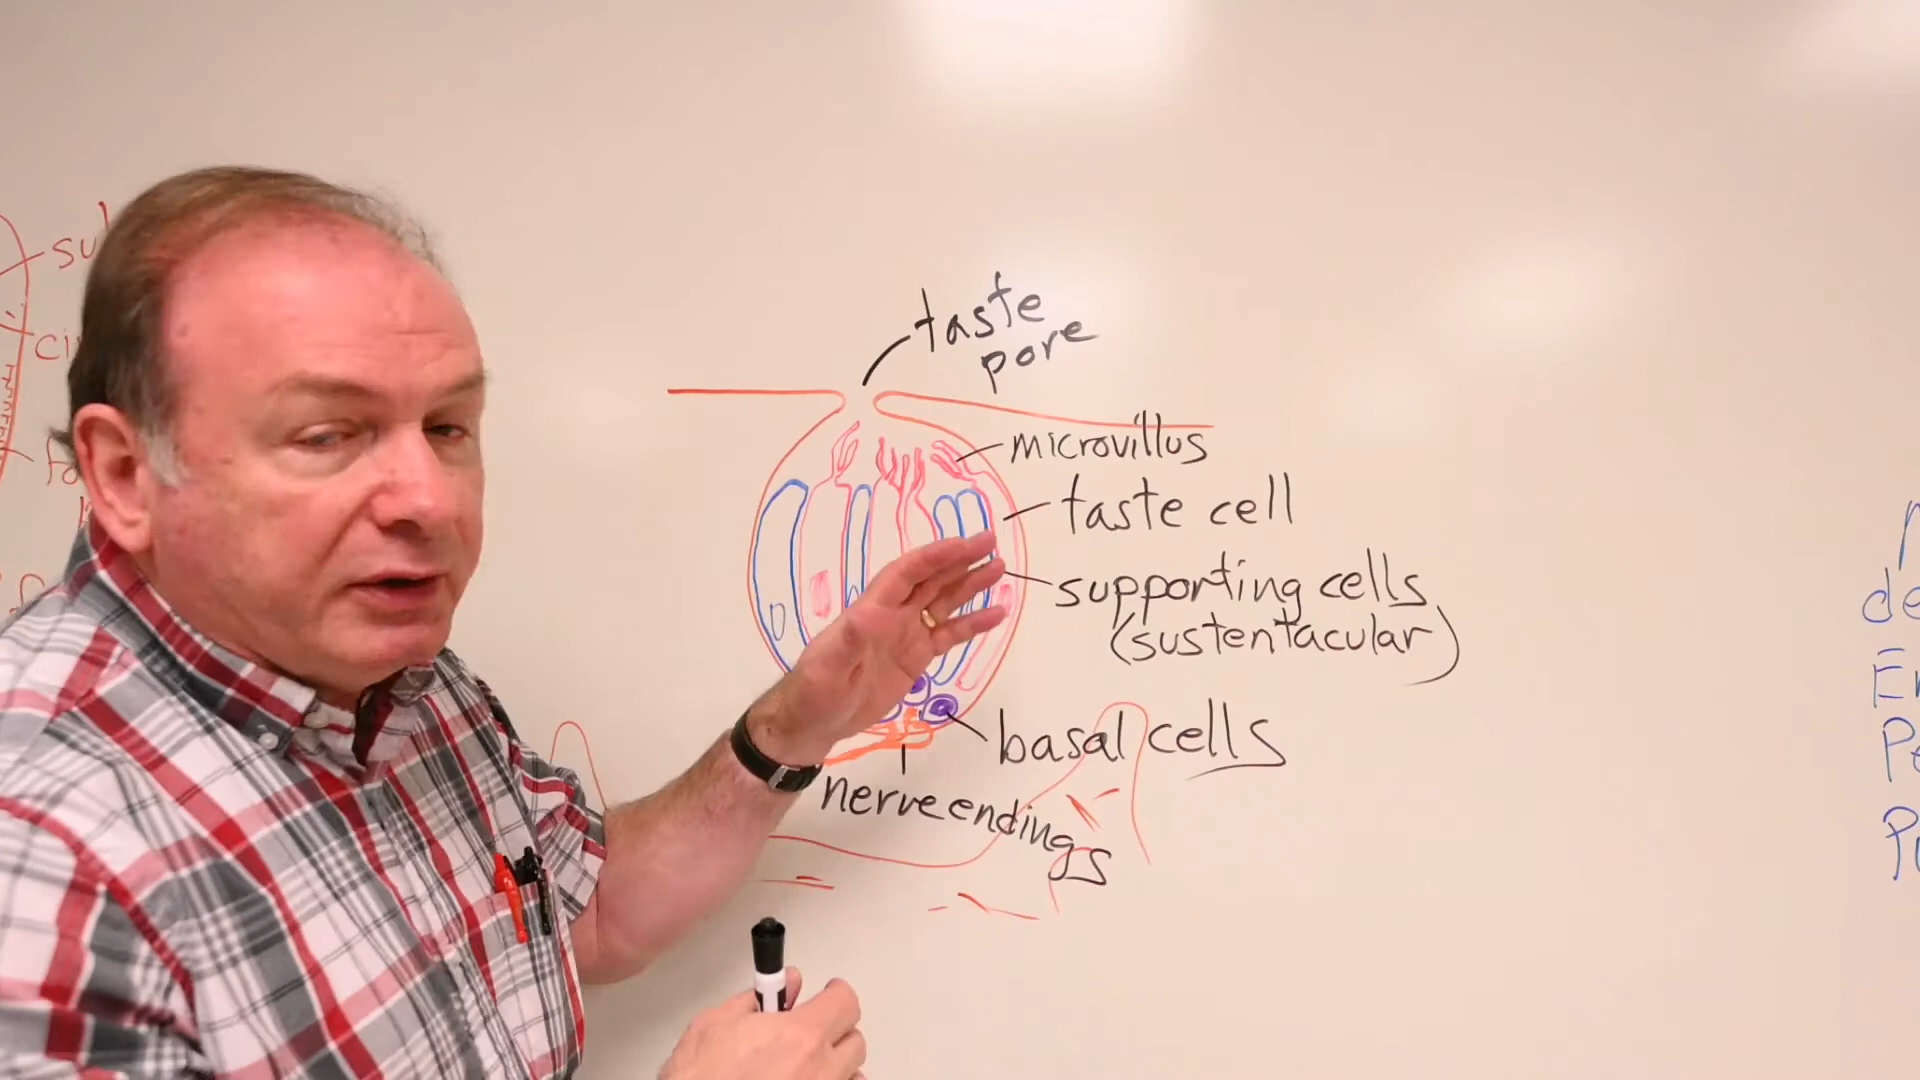 taste
pore
microvillus
taste cell
supporting cells
(sustentacular)
basal cells
nerve endings